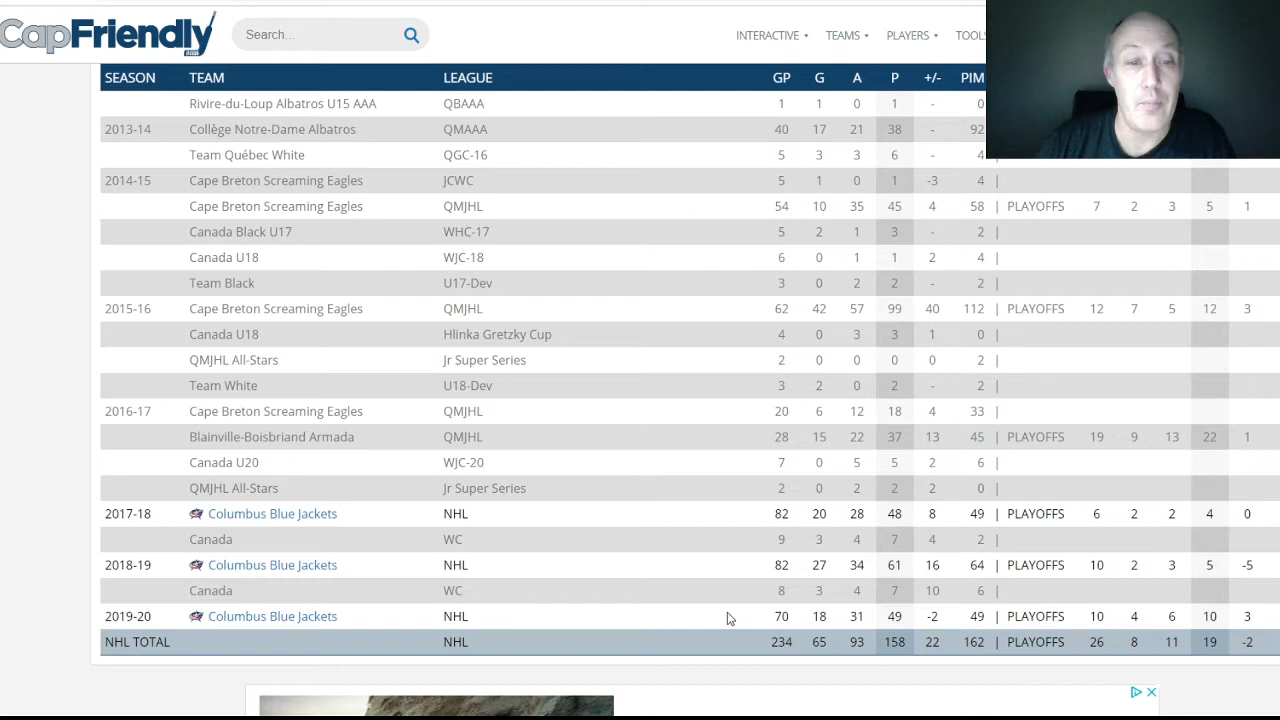 CapFriendly
.com
Search...
INTERACTIVE TEAMS PLAYERS TOOLS
SEASON TEAM LEAGUE GP G A P +/- PIM
Rivire-du-Loup Albatros U15 AAA QBAAA 1 1 0 1 - 0
2013-14 Collège Notre-Dame Albatros QMAAA 40 17 21 38 - 92
Team Québec White QGC-16 5 3 3 6 - 4
2014-15 Cape Breton Screaming Eagles JCWC 5 1 0 1 -3 4 |
Cape Breton Screaming Eagles QMJHL 54 10 35 45 4 58 | PLAYOFFS 7 2 3 5 1
Canada Black U17 WHC-17 5 2 1 3 - 2 |
Canada U18 WJC-18 6 0 1 1 2 4 |
Team Black U17-Dev 3 0 2 2 - 2 |
2015-16 Cape Breton Screaming Eagles QMJHL 62 42 57 99 40 112 | PLAYOFFS 12 7 5 12 3
Canada U18 Hlinka Gretzky Cup 4 0 3 3 1 0 |
QMJHL All-Stars Jr Super Series 2 0 0 0 0 2 |
Team White U18-Dev 3 2 0 2 - 2 |
2016-17 Cape Breton Screaming Eagles QMJHL 20 6 12 18 4 33 |
Blainville-Boisbriand Armada QMJHL 28 15 22 37 13 45 | PLAYOFFS 19 9 13 22 1
Canada U20 WJC-20 7 0 5 5 2 6 |
QMJHL All-Stars Jr Super Series 2 0 2 2 2 0 |
2017-18 Columbus Blue Jackets NHL 82 20 28 48 8 49 | PLAYOFFS 6 2 2 4 0
Canada WC 9 3 4 7 4 2 |
2018-19 Columbus Blue Jackets NHL 82 27 34 61 16 64 | PLAYOFFS 10 2 3 5 -5
Canada WC 8 3 4 7 10 6 |
2019-20 Columbus Blue Jackets NHL 70 18 31 49 -2 49 | PLAYOFFS 10 4 6 10 3
NHL TOTAL NHL 234 65 93 158 22 162 | PLAYOFFS 26 8 11 19 -2